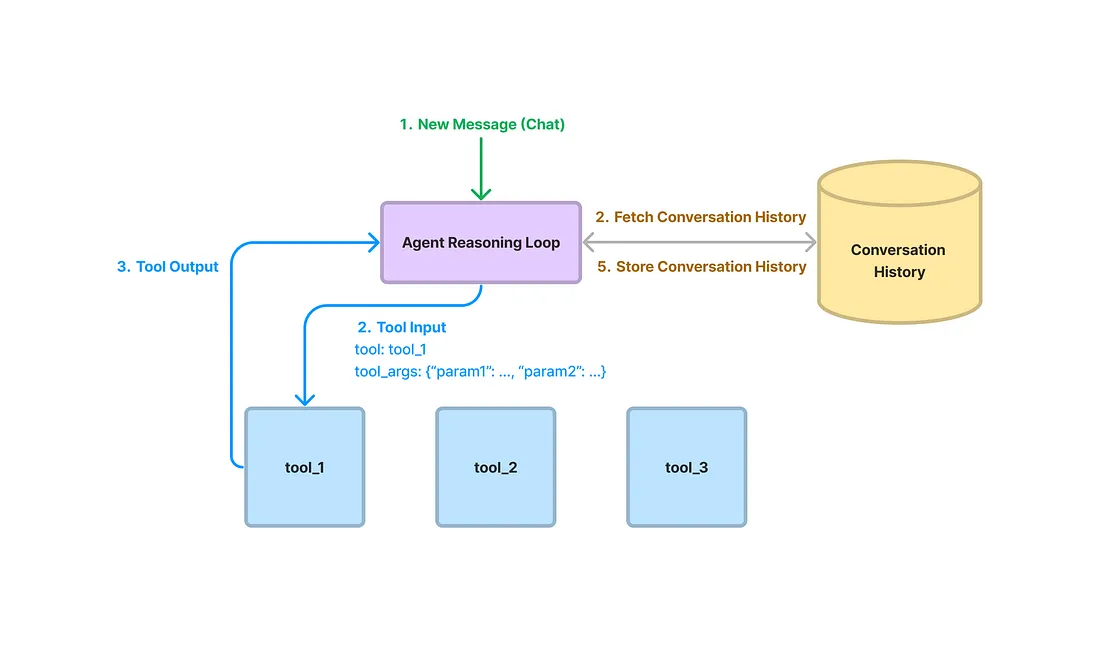 1. New Message (Chat)
Agent Reasoning Loop
2. Fetch Conversation History
5. Store Conversation History
Conversation
History
3. Tool Output
2. Tool Input
tool: tool_1
tool_args: {“param1”: ..., “param2”: ...}
tool_1
tool_2
tool_3